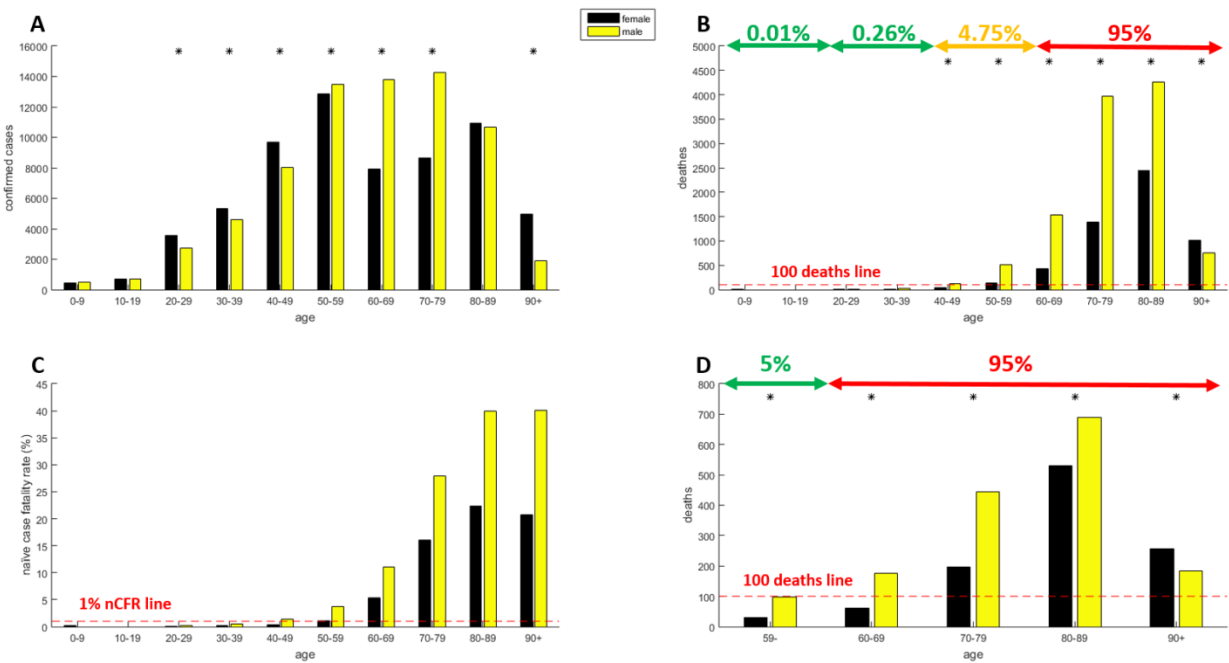 A
female
male
B
0.01% 0.26% 4.75% 95%
16000
14000
12000
10000
8000
6000
4000
2000
0
confirmed cases
* * * * * * *
0-9 10-19 20-29 30-39 40-49 50-59 60-69 70-79 80-89 90+
age
5000
4500
4000
3500
3000
2500
2000
1500
1000
500
0
deathes
* * * * * *
100 deaths line
0-9 10-19 20-29 30-39 40-49 50-59 60-69 70-79 80-89 90+
age
C
45
40
35
30
25
20
15
10
5
0
naïve case fatality rate (%)
1% nCFR line
0-9 10-19 20-29 30-39 40-49 50-59 60-69 70-79 80-89 90+
age
D
5% 95%
800
700
600
500
400
300
200
100
0
deaths
* * * * *
100 deaths line
59- 60-69 70-79 80-89 90+
age